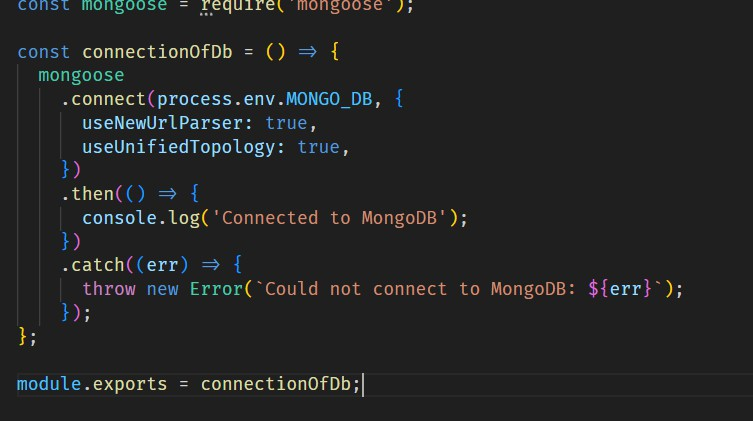 const mongoose = require('mongoose');
const connectionOfDb = () => {
mongoose
.connect(process.env.MONGO_DB, {
useNewUrlParser: true,
useUnifiedTopology: true,
})
.then(() => {
console.log('Connected to MongoDB');
})
.catch((err) => {
throw new Error(`Could not connect to MongoDB: ${err}`);
});
};
module.exports = connectionOfDb;